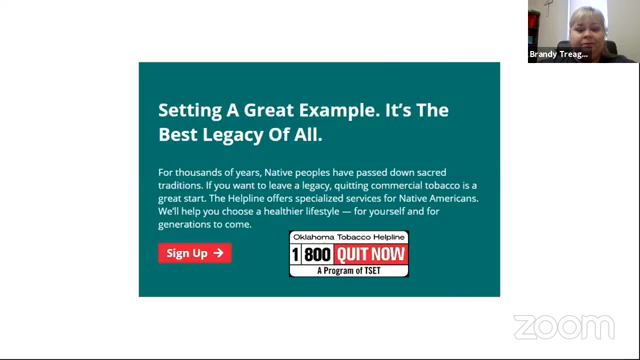 Brandy Treag...
Setting A Great Example. It's The
Best Legacy Of All.
For thousands of years, Native peoples have passed down sacred
traditions. If you want to leave a legacy, quitting commercial tobacco is a
great start. The Helpline offers specialized services for Native Americans.
We'll help you choose a healthier lifestyle — for yourself and for
generations to come.
Sign Up →
Oklahoma Tobacco Helpline
1 800 QUIT NOW
A Program of TSET
zoom